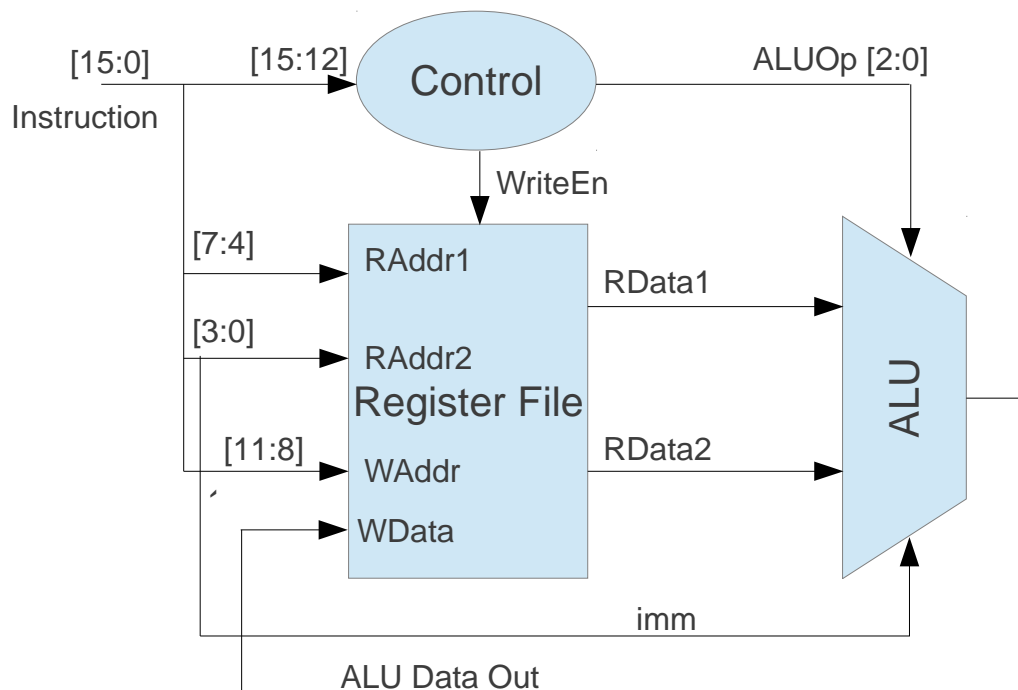 [15:0]
[15:12]
Control
ALUOp [2:0]
Instruction
WriteEn
[7:4]
RAddr1
RData1
[3:0]
RAddr2
Register File
ALU
[11:8]
WAddr
RData2
WData
imm
ALU Data Out